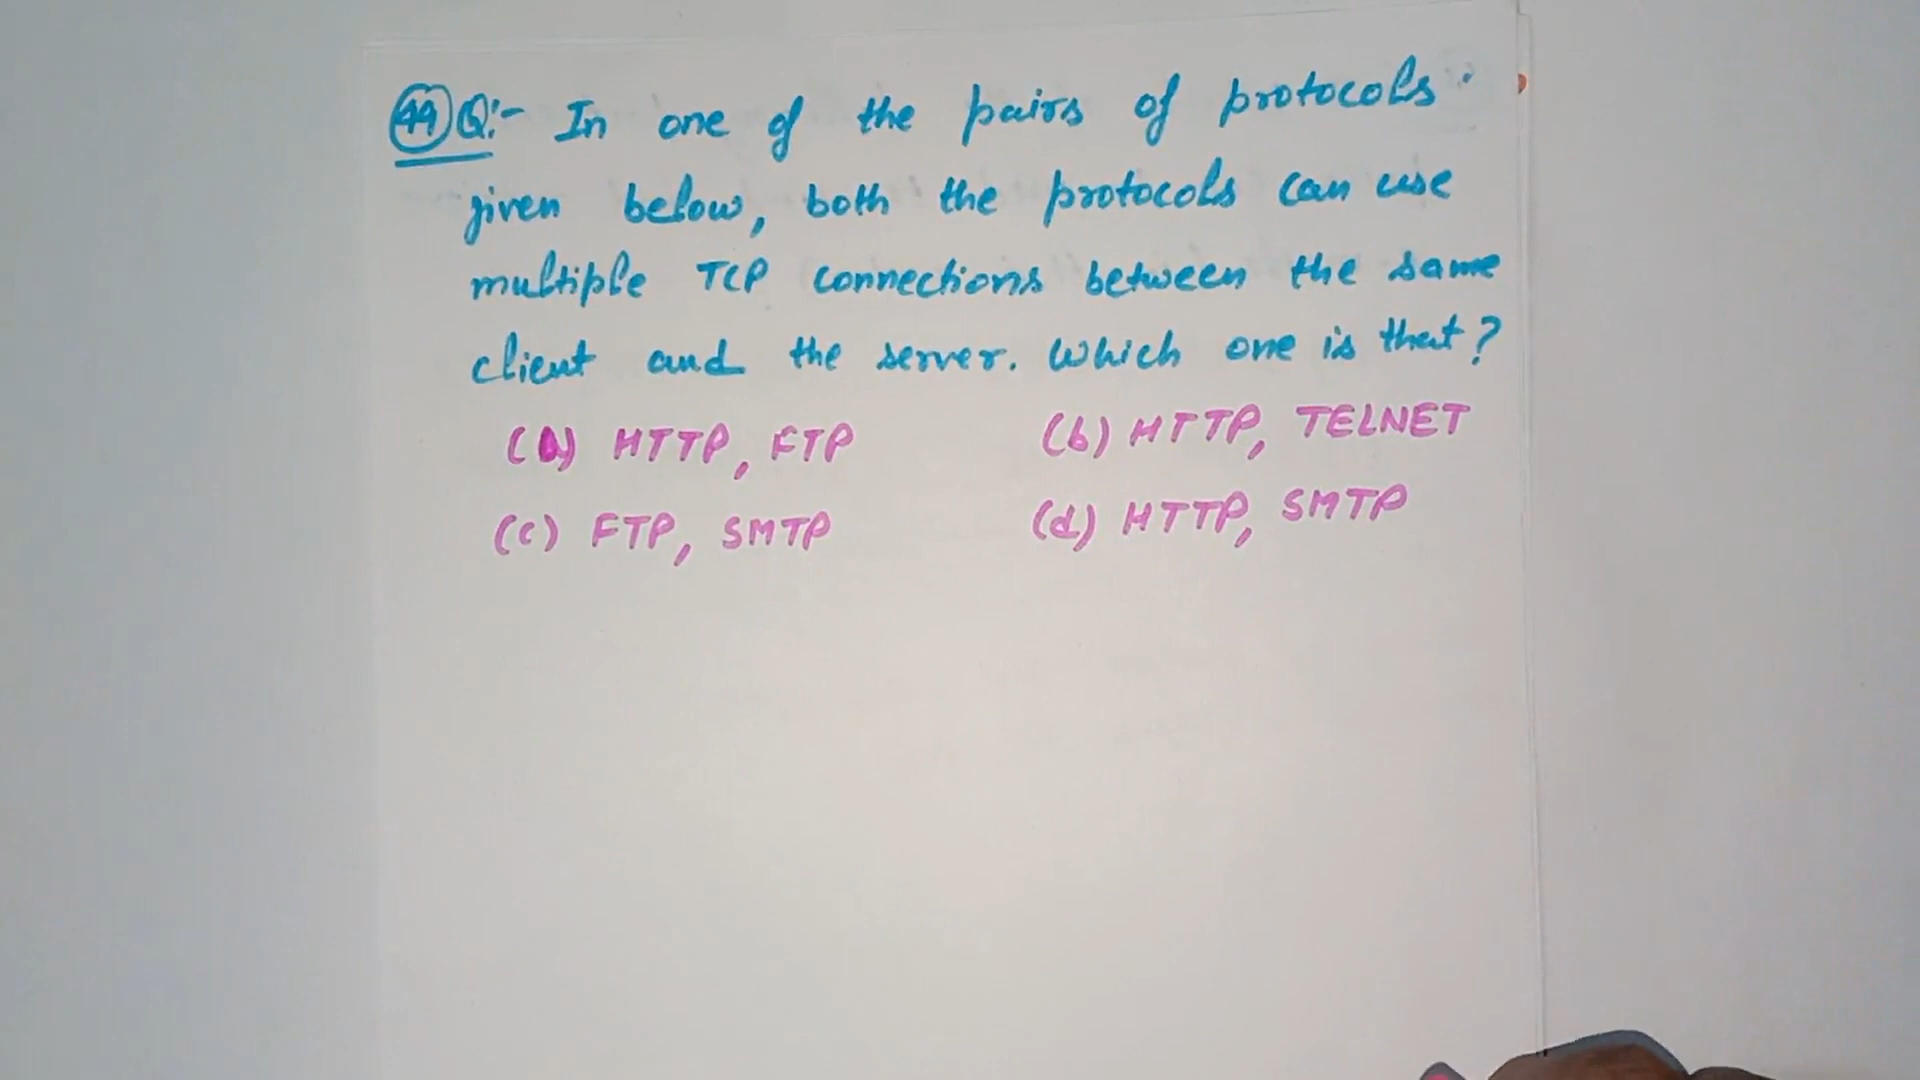 44 Q:- In one of the pairs of protocols
given below, both the protocols can use
multiple TCP connections between the same
client and the server. Which one is that?
(a) HTTP, FTP (b) HTTP, TELNET
(c) FTP, SMTP (d) HTTP, SMTP